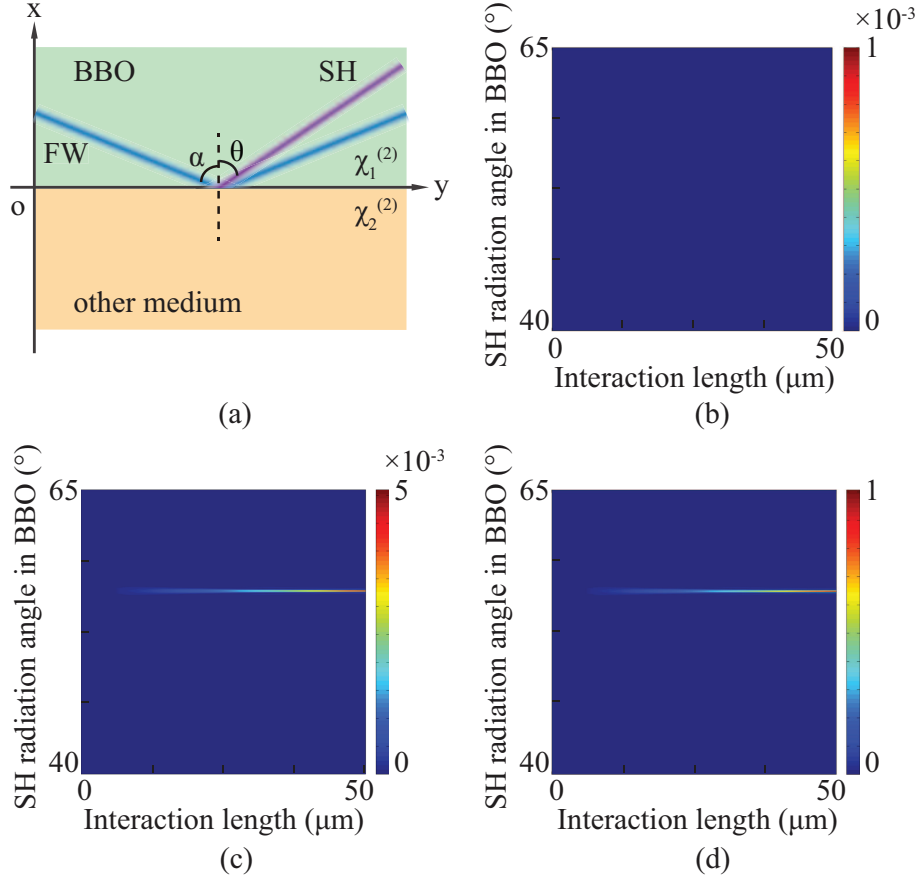 x
BBO
SH
FW
α
θ
χ₁⁽²⁾
o
y
χ₂⁽²⁾
other medium
(a)
×10⁻³
65
1
SH radiation angle in BBO (°)
40
0
0
50
Interaction length (μm)
(b)
×10⁻³
65
5
SH radiation angle in BBO (°)
40
0
0
50
Interaction length (μm)
(c)
65
1
SH radiation angle in BBO (°)
40
0
0
50
Interaction length (μm)
(d)